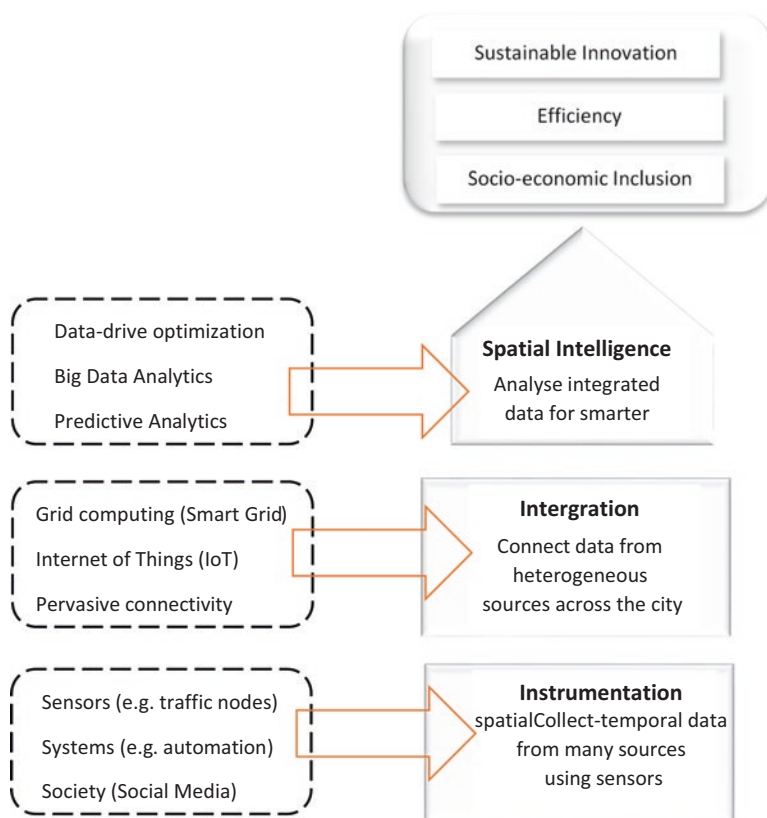 Sustainable Innovation
Efficiency
Socio-economic Inclusion
Data-drive optimization
Big Data Analytics
Predictive Analytics
Spatial Intelligence
Analyse integrated
data for smarter
Grid computing (Smart Grid)
Internet of Things (IoT)
Pervasive connectivity
Intergration
Connect data from
heterogeneous
sources across the city
Sensors (e.g. traffic nodes)
Systems (e.g. automation)
Society (Social Media)
Instrumentation
spatialCollect-temporal data
from many sources
using sensors